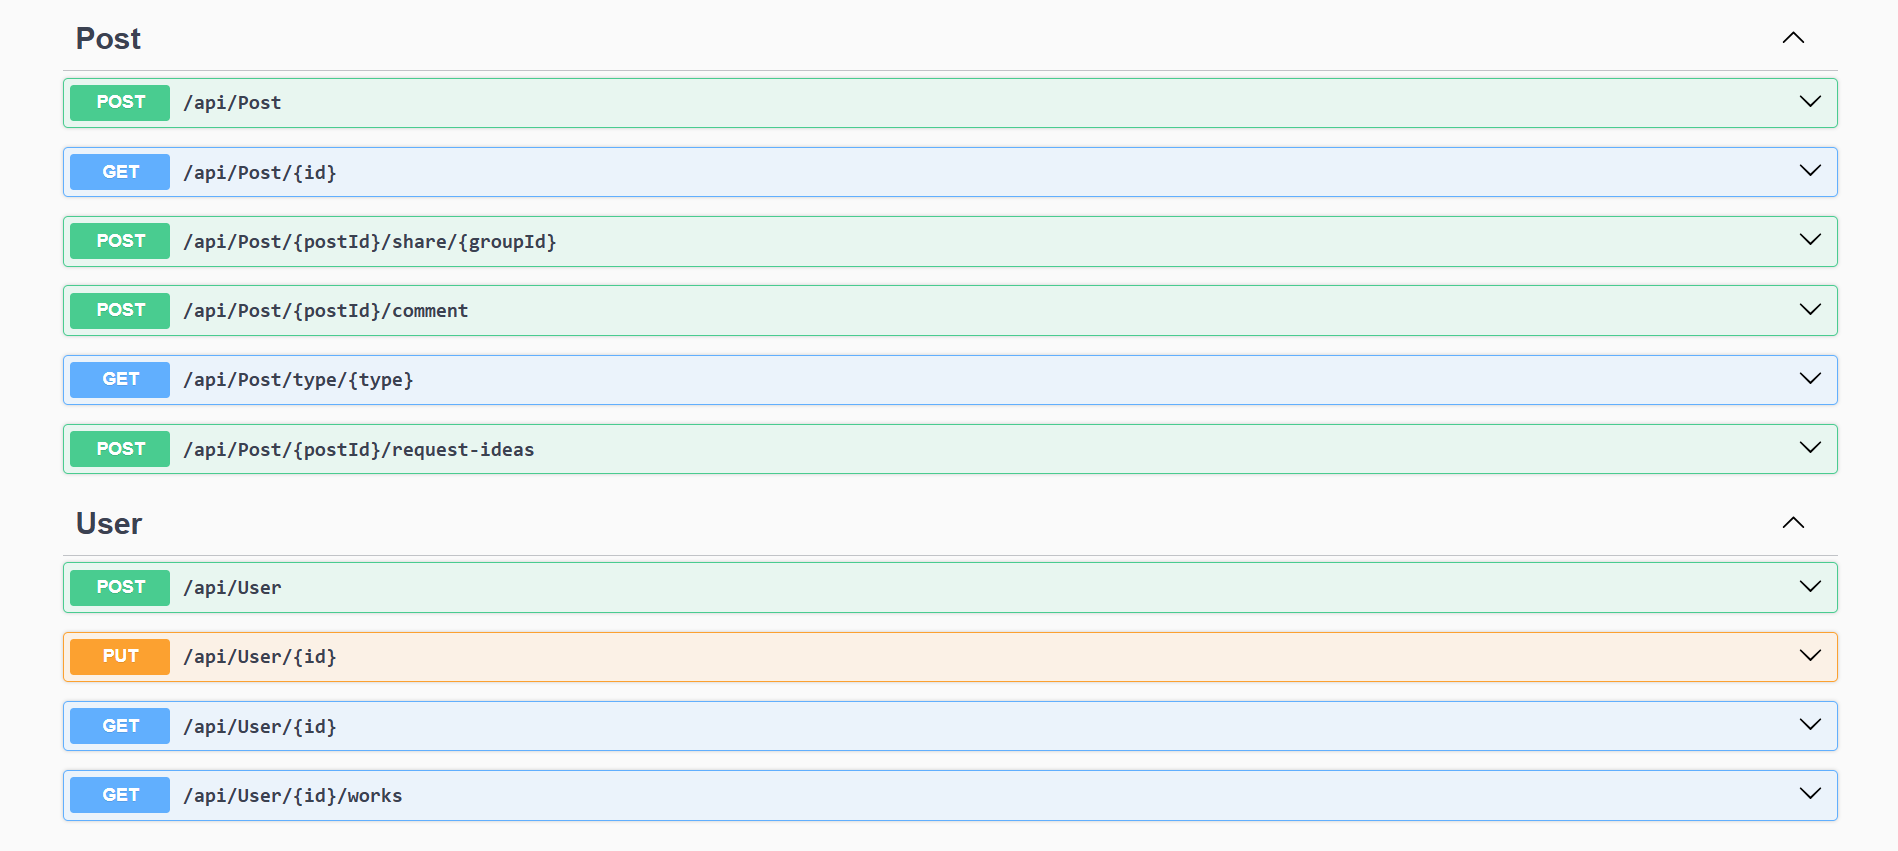 Post
POST /api/Post
GET /api/Post/{id}
POST /api/Post/{postId}/share/{groupId}
POST /api/Post/{postId}/comment
GET /api/Post/type/{type}
POST /api/Post/{postId}/request-ideas
User
POST /api/User
PUT /api/User/{id}
GET /api/User/{id}
GET /api/User/{id}/works